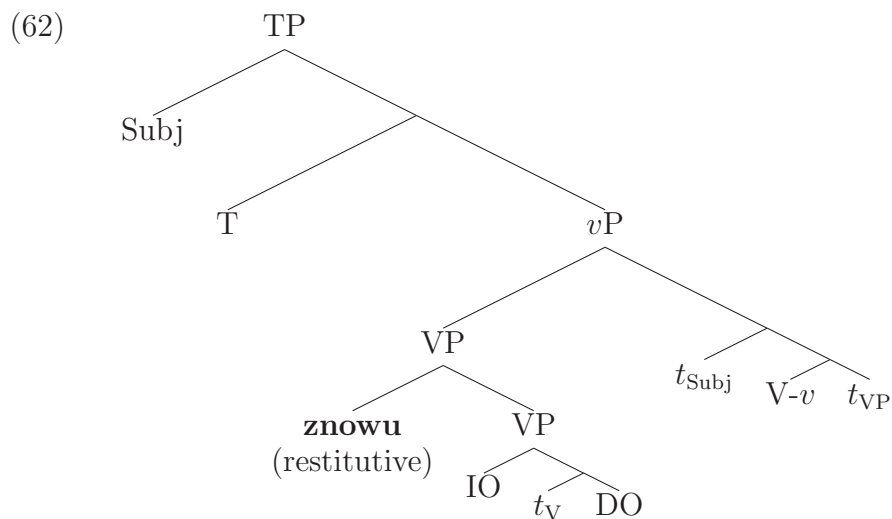 (62) TP
Subj
T vP
VP
t_Subj V-v t_VP
znowu VP
(restitutive)
IO
t_V DO